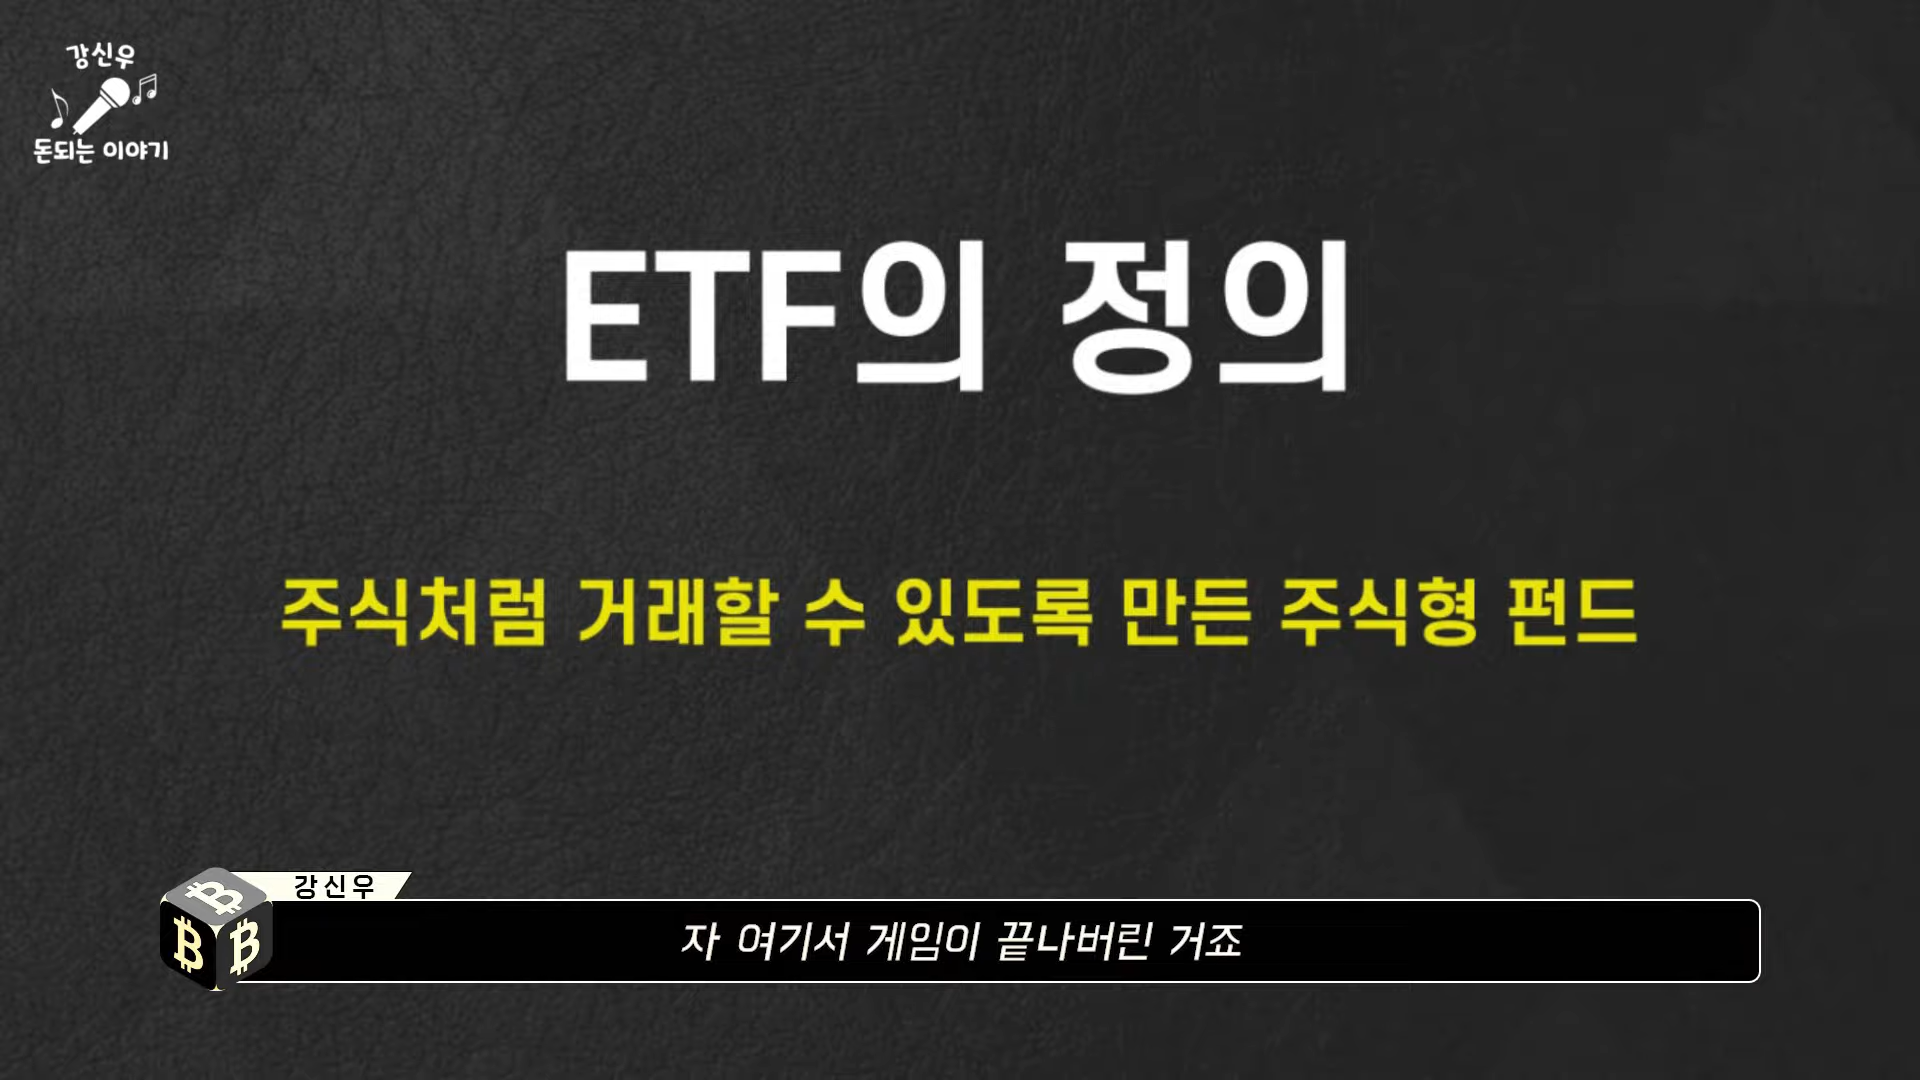 강신우
돈되는 이야기
ETF의 정의
주식처럼 거래할 수 있도록 만든 주식형 펀드
강신우
자 여기서 게임이 끝나버린 거죠